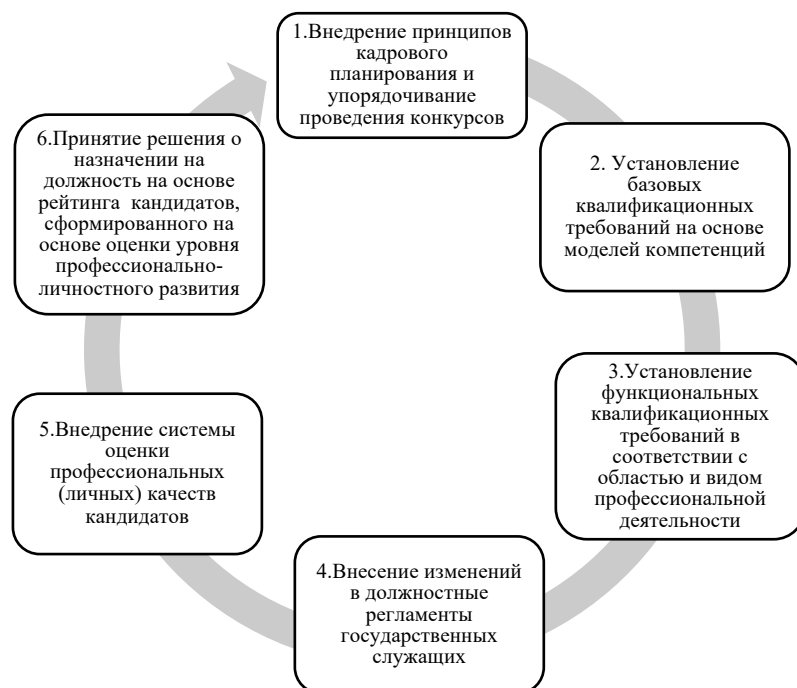 1.Внедрение принципов
кадрового
планирования и
упорядочивание
проведения конкурсов
2. Установление
базовых
квалификационных
требований на основе
моделей компетенций
3.Установление
функциональных
квалификационных
требований в
соответствии с
областью и видом
профессиональной
деятельности
4.Внесение изменений
в должностные
регламенты
государственных
служащих
5.Внедрение системы
оценки
профессиональных
(личных) качеств
кандидатов
6.Принятие решения о
назначении на
должность на основе
рейтинга кандидатов,
сформированного на
основе оценки уровня
профессионально-
личностного развития